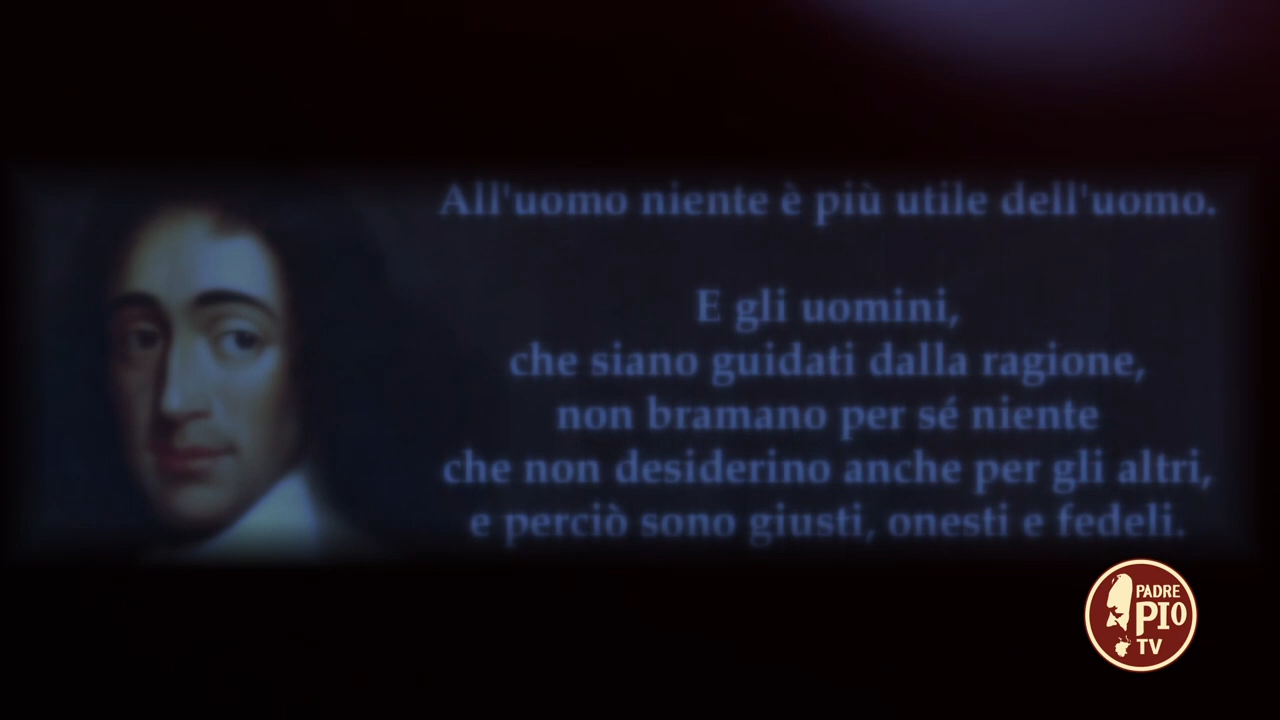 All'uomo niente è più utile dell'uomo.
E gli uomini,
che siano guidati dalla ragione,
non bramano per sé niente
che non desiderino anche per gli altri,
e perciò sono giusti, onesti e fedeli.
PADRE
PIO
TV